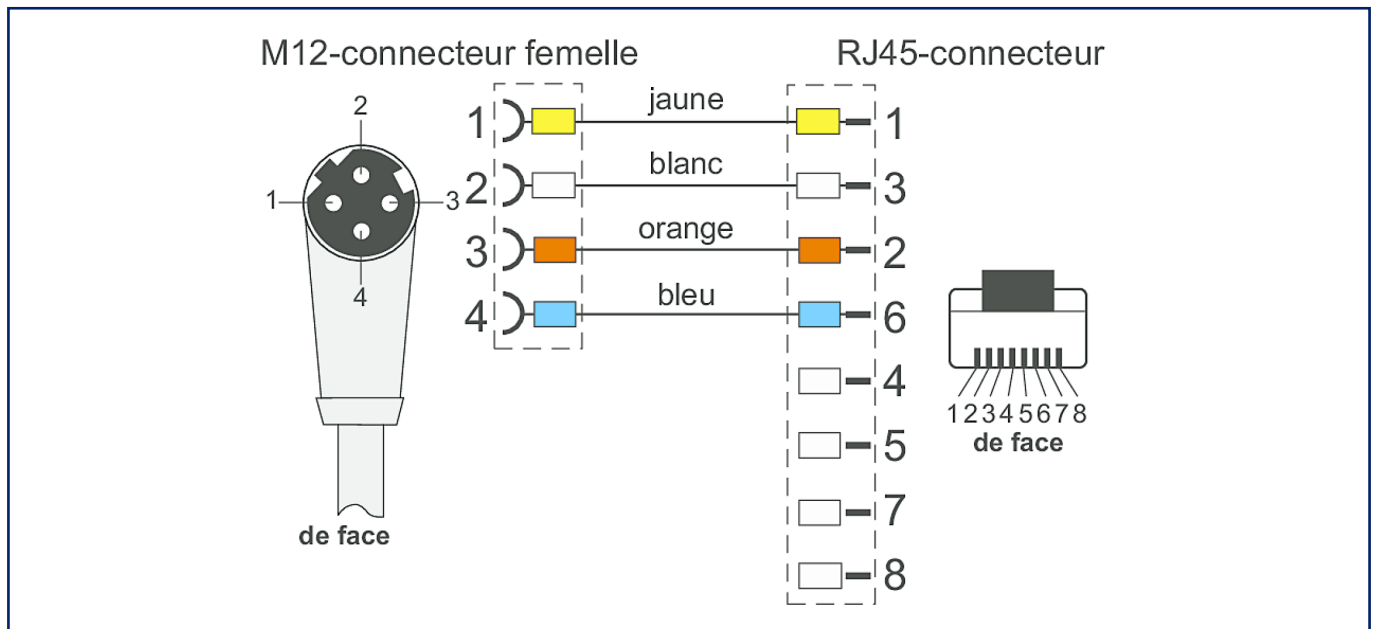 M12-connecteur femelle
RJ45-connecteur
2
1
3
4
de face
1 jaune 1
2 blanc 3
3 orange 2
4 bleu 6
4
5
7
8
12345678
de face